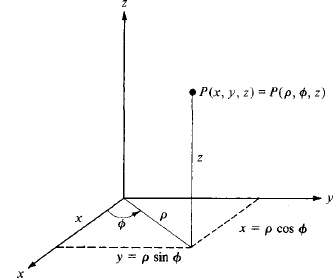 z
P(x, y, z) = P(ρ, ϕ, z)
z
x
ϕ
ρ
y
x = ρ cos ϕ
y = ρ sin ϕ
x